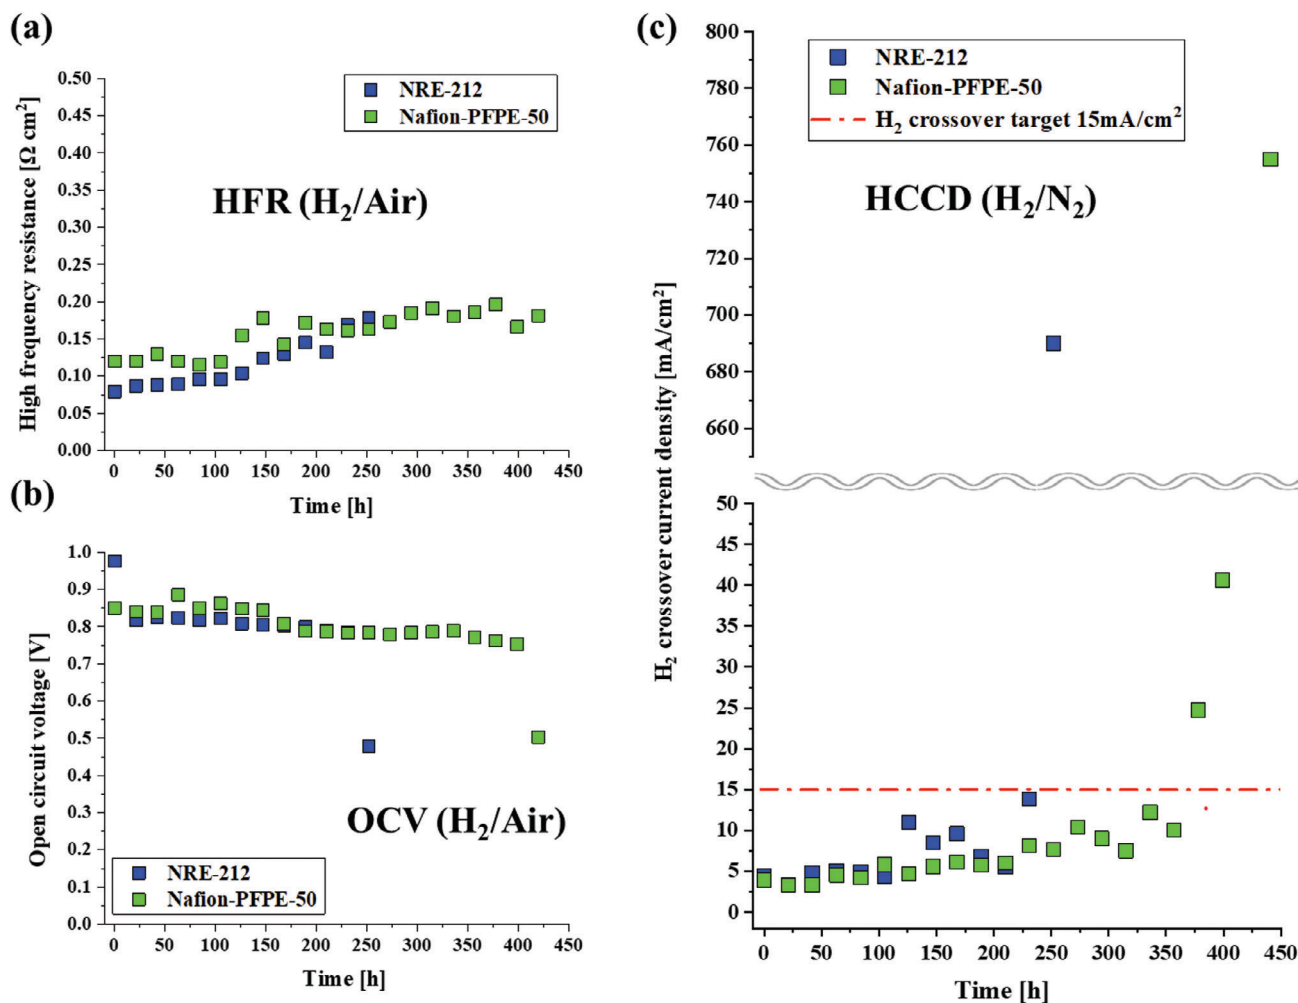 (a)
NRE-212
Nafion-PFPE-50
HFR (H₂/Air)
High frequency resistance [Ω cm²]
0.50
0.45
0.40
0.35
0.30
0.25
0.20
0.15
0.10
0.05
0.00
0 50 100 150 200 250 300 350 400 450
Time [h]
(b)
Open circuit voltage [V]
1.0
0.9
0.8
0.7
0.6
0.5
0.4
0.3
0.2
0.1
0.0
OCV (H₂/Air)
NRE-212
Nafion-PFPE-50
0 50 100 150 200 250 300 350 400 450
Time [h]
(c)
NRE-212
Nafion-PFPE-50
H₂ crossover target 15mA/cm²
HCCD (H₂/N₂)
H₂ crossover current density [mA/cm²]
800
780
760
740
720
700
680
660
50
45
40
35
30
25
20
15
10
5
0
0 50 100 150 200 250 300 350 400 450
Time [h]